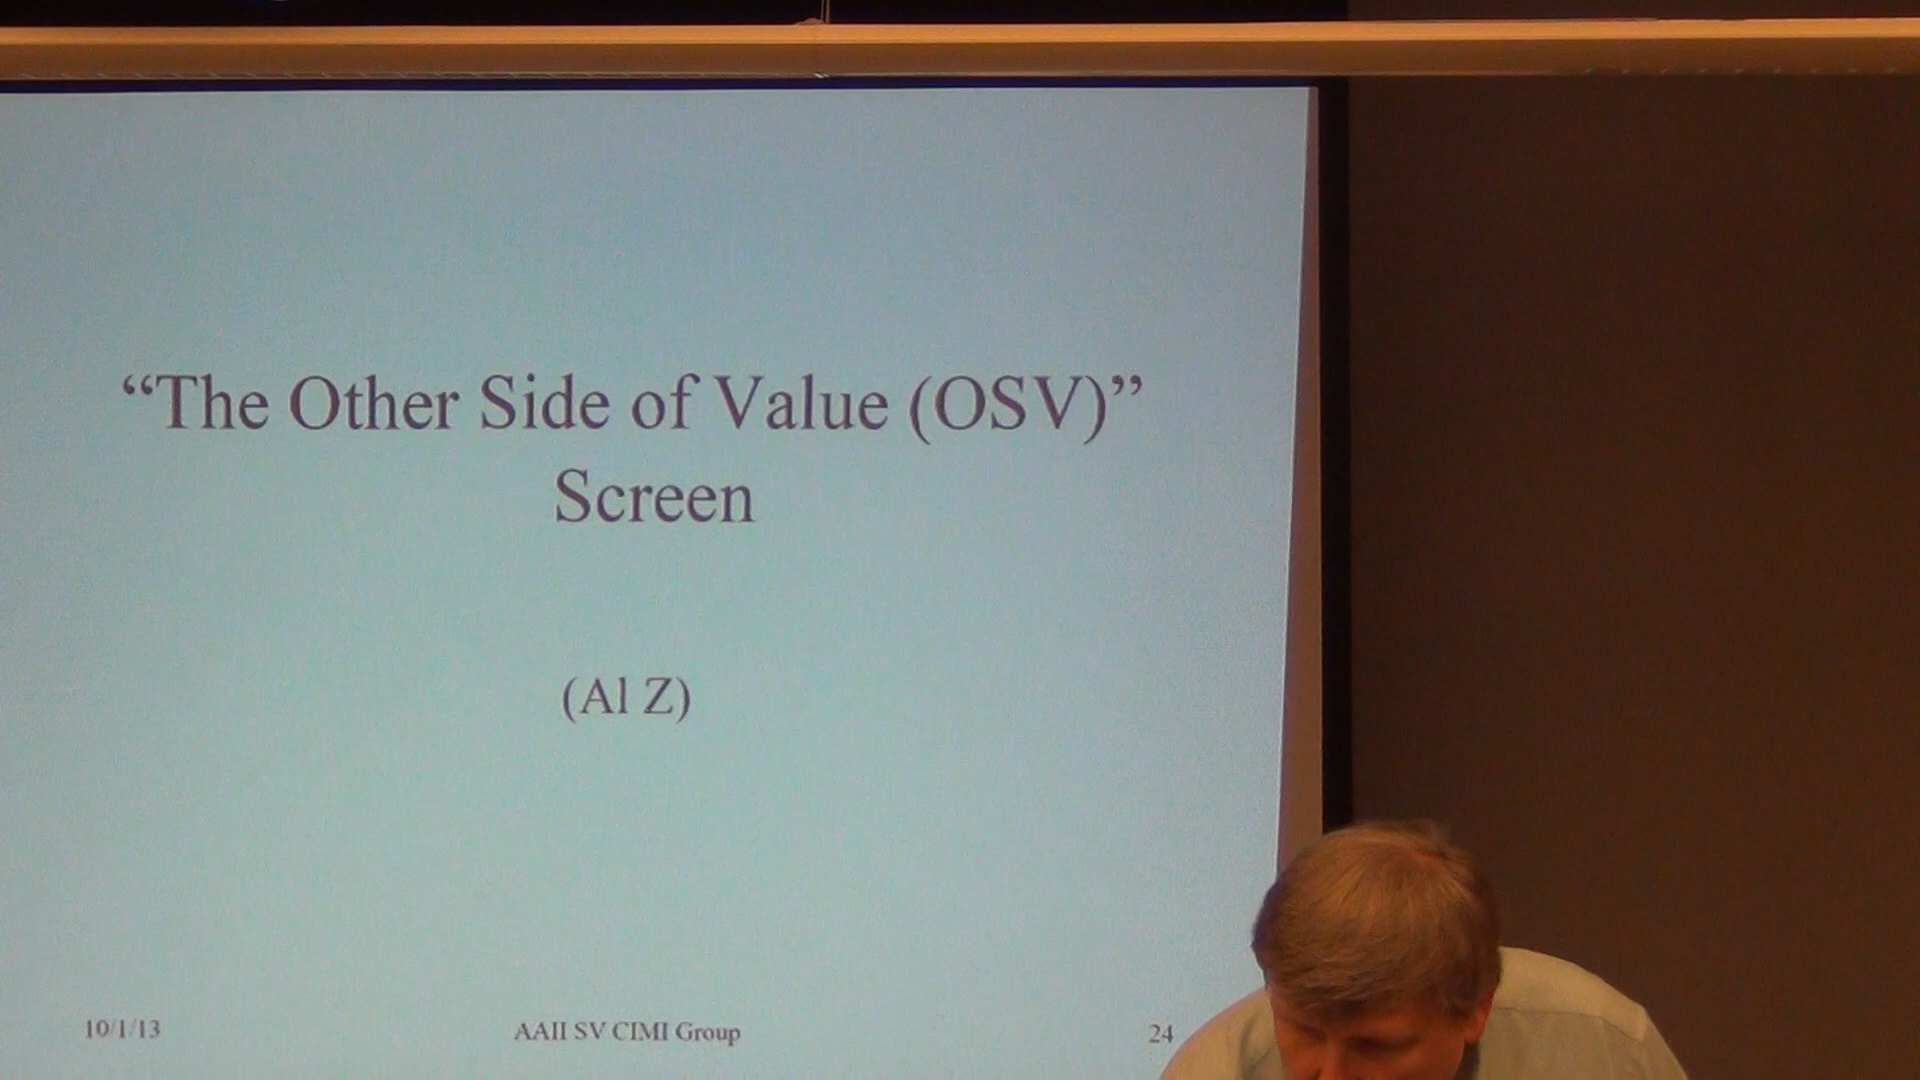 “The Other Side of Value (OSV)”
Screen
(Al Z)
10/1/13
AAII SV CIMI Group
24